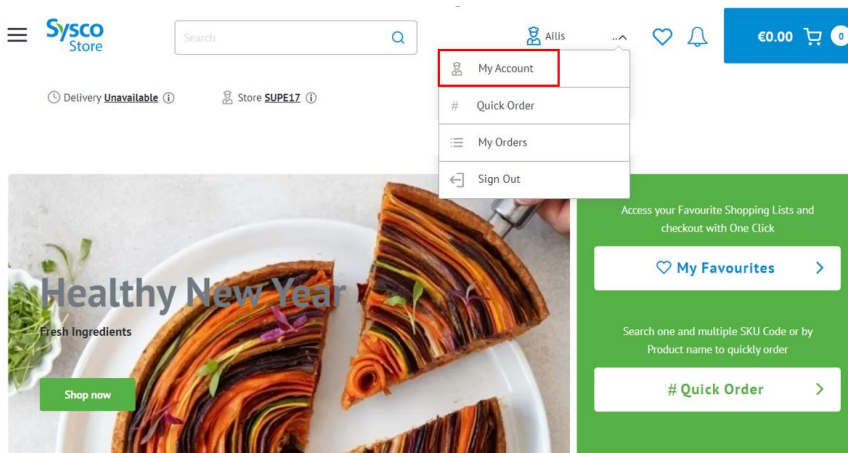 Sysco
Store
Search
Ailis
..
€0.00
0
My Account
# Quick Order
My Orders
Sign Out
Delivery Unavailable
Store SUPE17
Healthy New Year
Fresh Ingredients
Shop now
Access your Favourite Shopping Lists and
checkout with One Click
My Favourites
Search one and multiple SKU Code or by
Product name to quickly order
# Quick Order